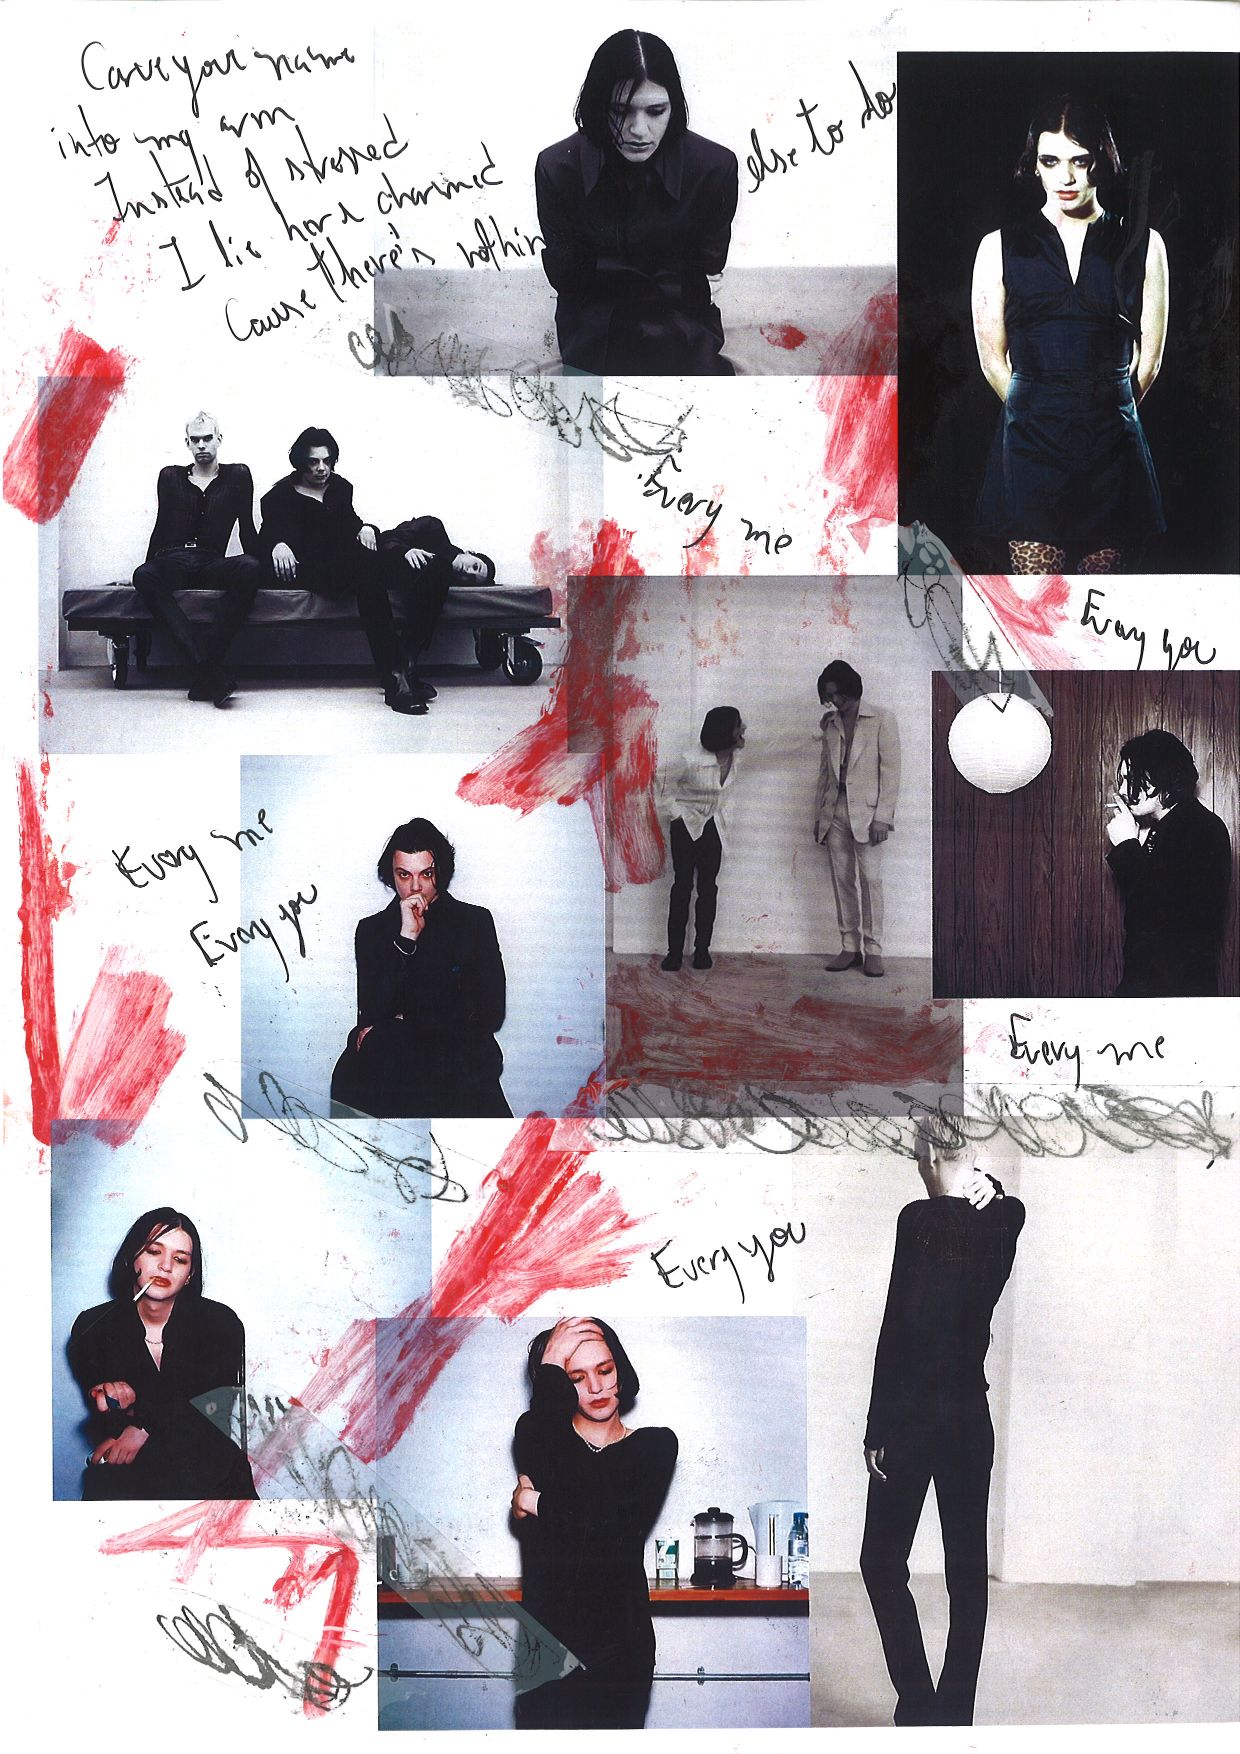 Carve your name
into my arm
Instead of stressed
I lie here charmed
Cause there's nothin
else to do
Every me
Every you
Every me
Every you
Every me
Every you